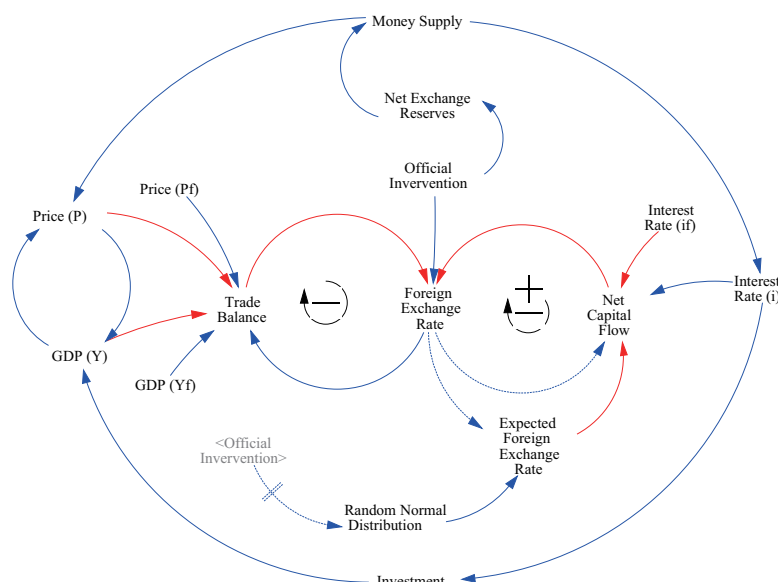 Money Supply
Net Exchange
Reserves
Official
Invervention
Price (Pf)
Price (P)
Interest
Rate (if)
Interest
Rate (i)
Trade
Balance
Foreign
Exchange
Rate
Net
Capital
Flow
GDP (Y)
GDP (Yf)
Expected
Foreign
Exchange
Rate
<Official
Invervention>
Random Normal
Distribution
Investment